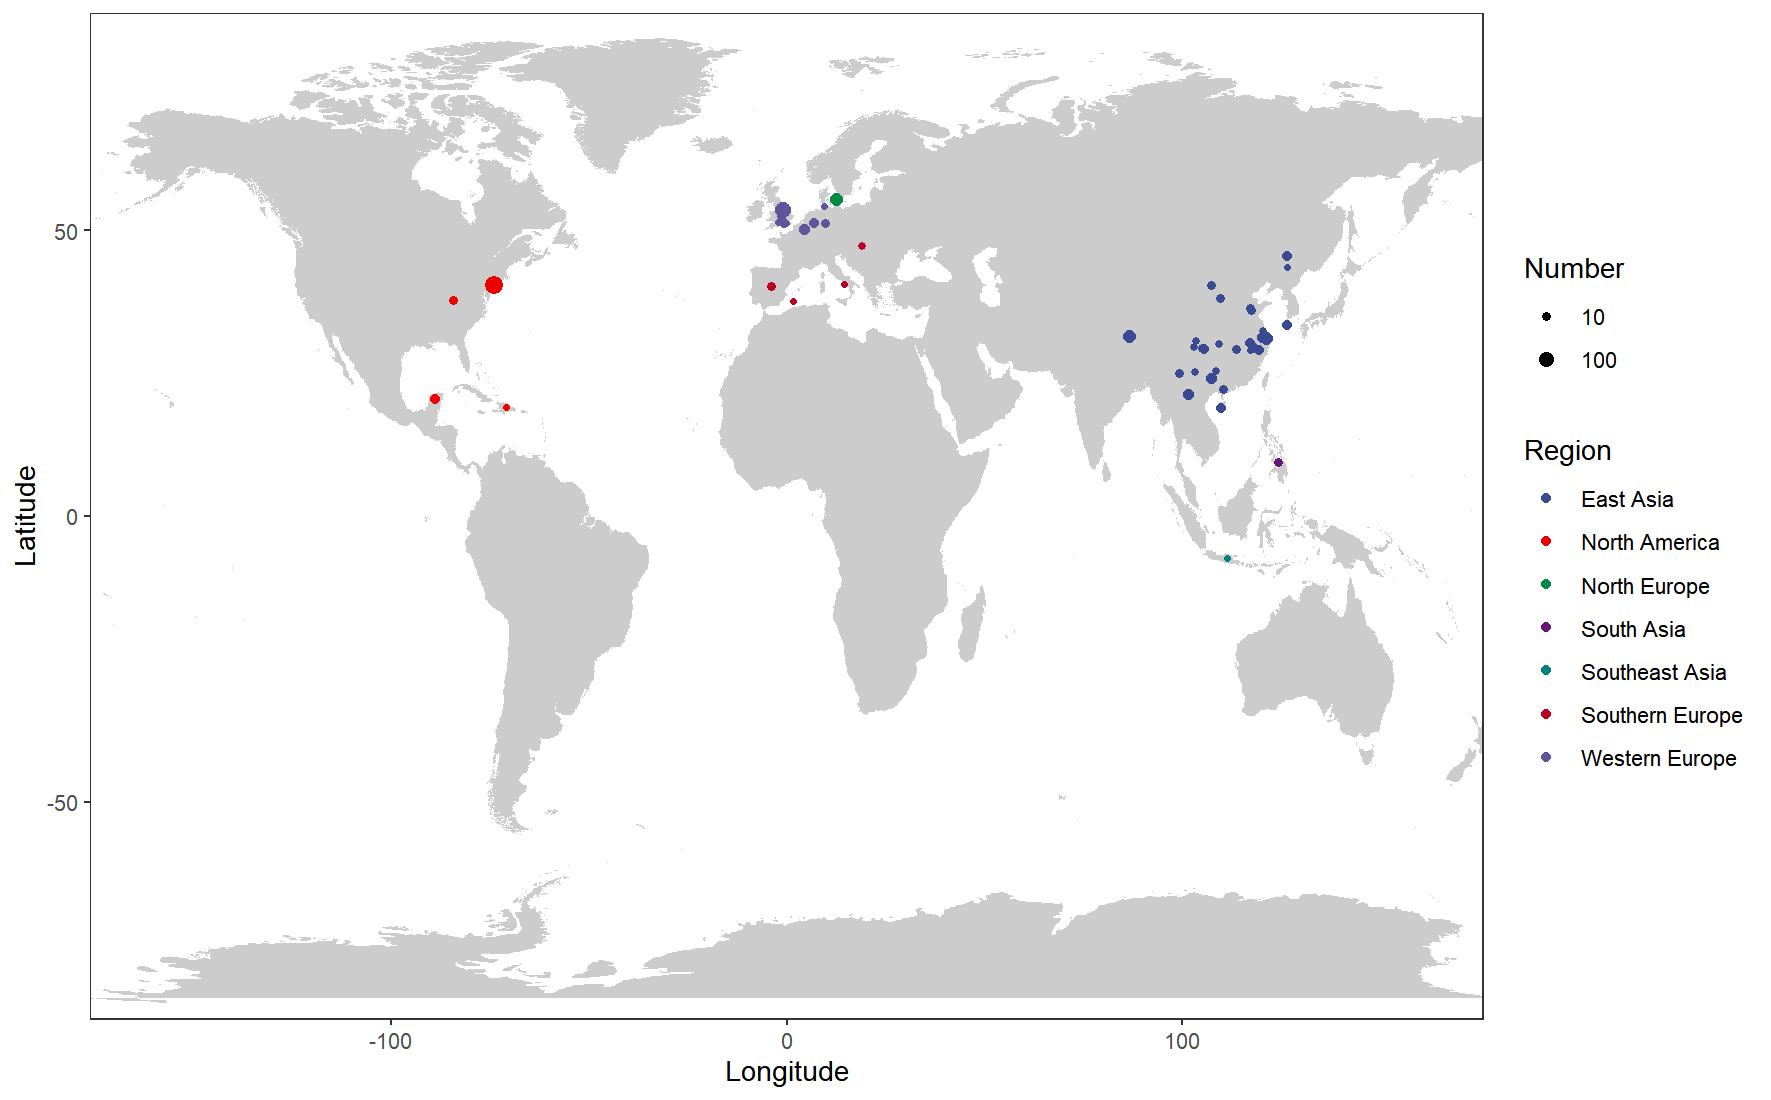 Latitude
50
0
-50
-100
0
100
Longitude
Number
10
100
Region
East Asia
North America
North Europe
South Asia
Southeast Asia
Southern Europe
Western Europe